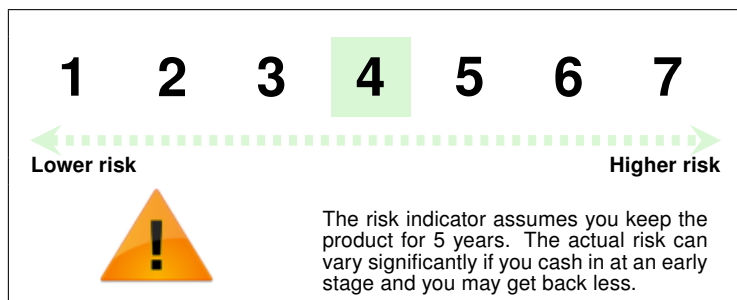 1 2 3 4 5 6 7
Lower risk Higher risk
!
The risk indicator assumes you keep the
product for 5 years. The actual risk can
vary significantly if you cash in at an early
stage and you may get back less.